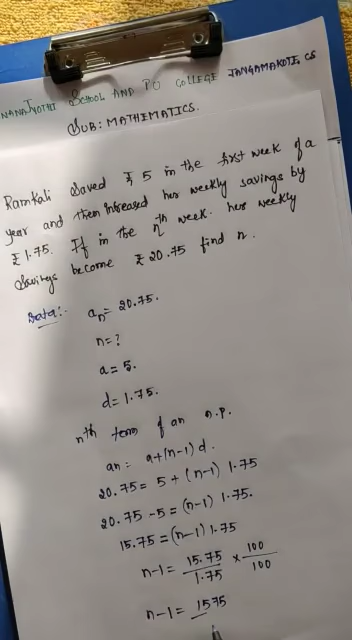 NANAJYOTHI SCHOOL AND PU COLLEGE JANGAMAKOTE, CS
SUB: MATHEMATICS.
Ramkali Saved ₹ 5 in the first week of a
year and then increased her weekly savings by
₹ 1.75. If in the nth week. her weekly
Savings become ₹ 20.75 find n.
Data:- an = 20.75.
n = ?
a = 5.
d = 1.75.
nth term of an A.P.
an = a+(n-1) d.
20.75 = 5 + (n-1) 1.75
20.75 - 5 = (n-1) 1.75.
15.75 = (n-1) 1.75
n-1 = 15.75/1.75 × 100/100
n-1 = 1575